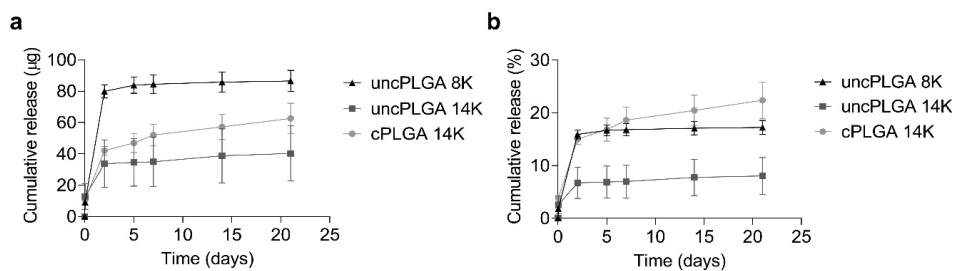 a
Cumulative release (µg)
100
80
60
40
20
0
0 5 10 15 20 25
Time (days)
uncPLGA 8K
uncPLGA 14K
cPLGA 14K
b
Cumulative release (%)
30
20
10
0
0 5 10 15 20 25
Time (days)
uncPLGA 8K
uncPLGA 14K
cPLGA 14K